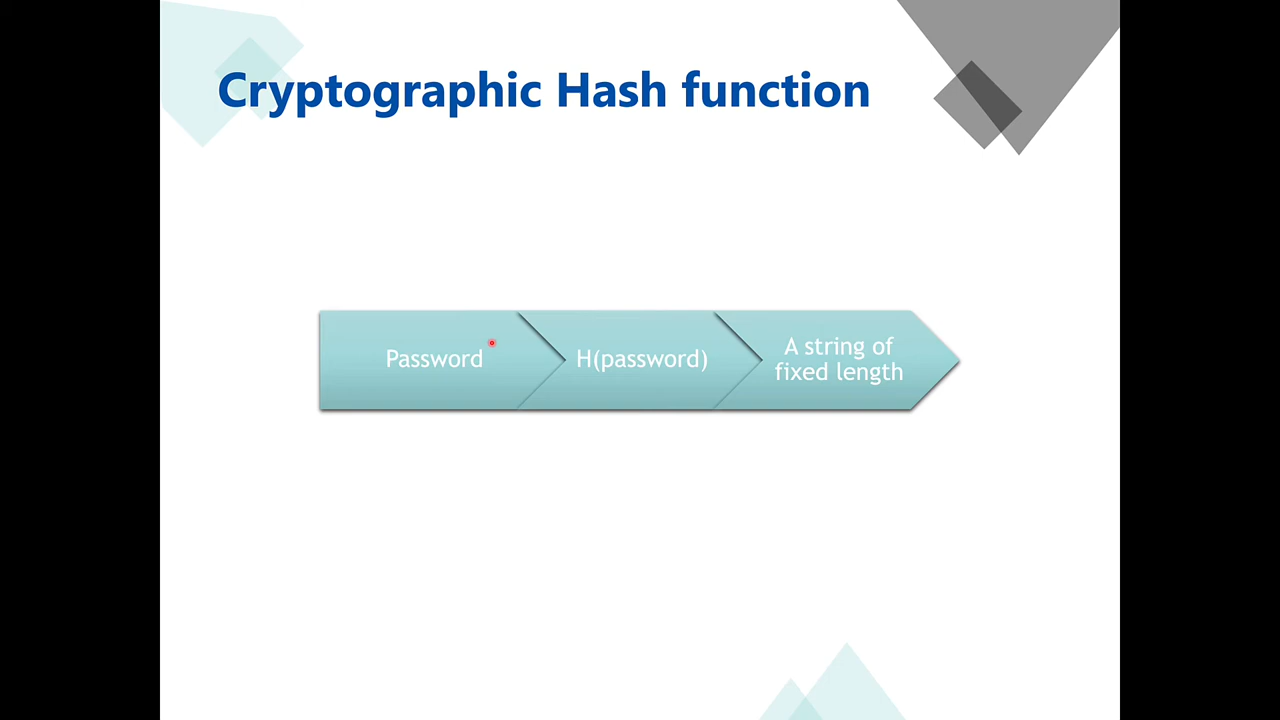 Cryptographic Hash function
Password
H(password)
A string of
fixed length